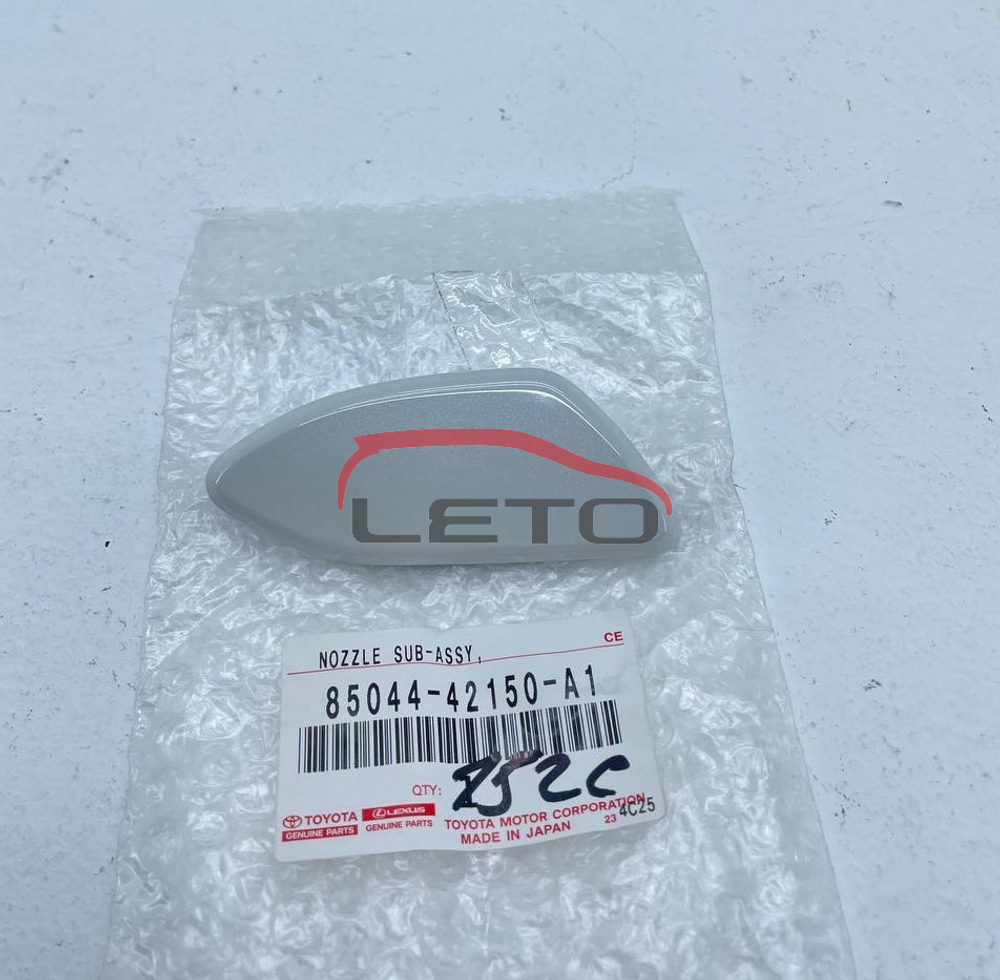 LETO
CE
NOZZLE SUB-ASSY,
85044-42150-A1
QTY:
TOYOTA
GENUINE PARTS
LEXUS
GENUINE PARTS
TOYOTA MOTOR CORPORATION
MADE IN JAPAN
23 4C25